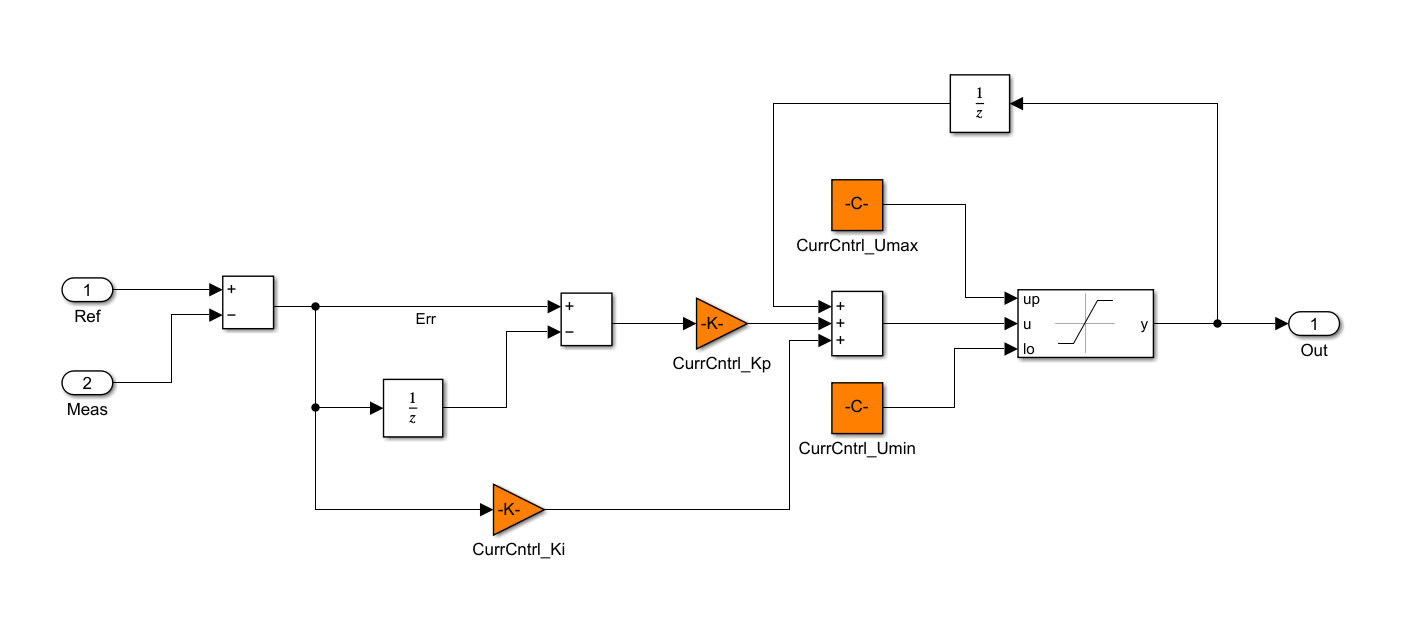 1
z
-C-
CurrCntrl_Umax
1
Ref
+
−
Err
+
−
-K-
CurrCntrl_Kp
+
+
+
up
u
lo
y
1
Out
2
Meas
1
z
-C-
CurrCntrl_Umin
-K-
CurrCntrl_Ki